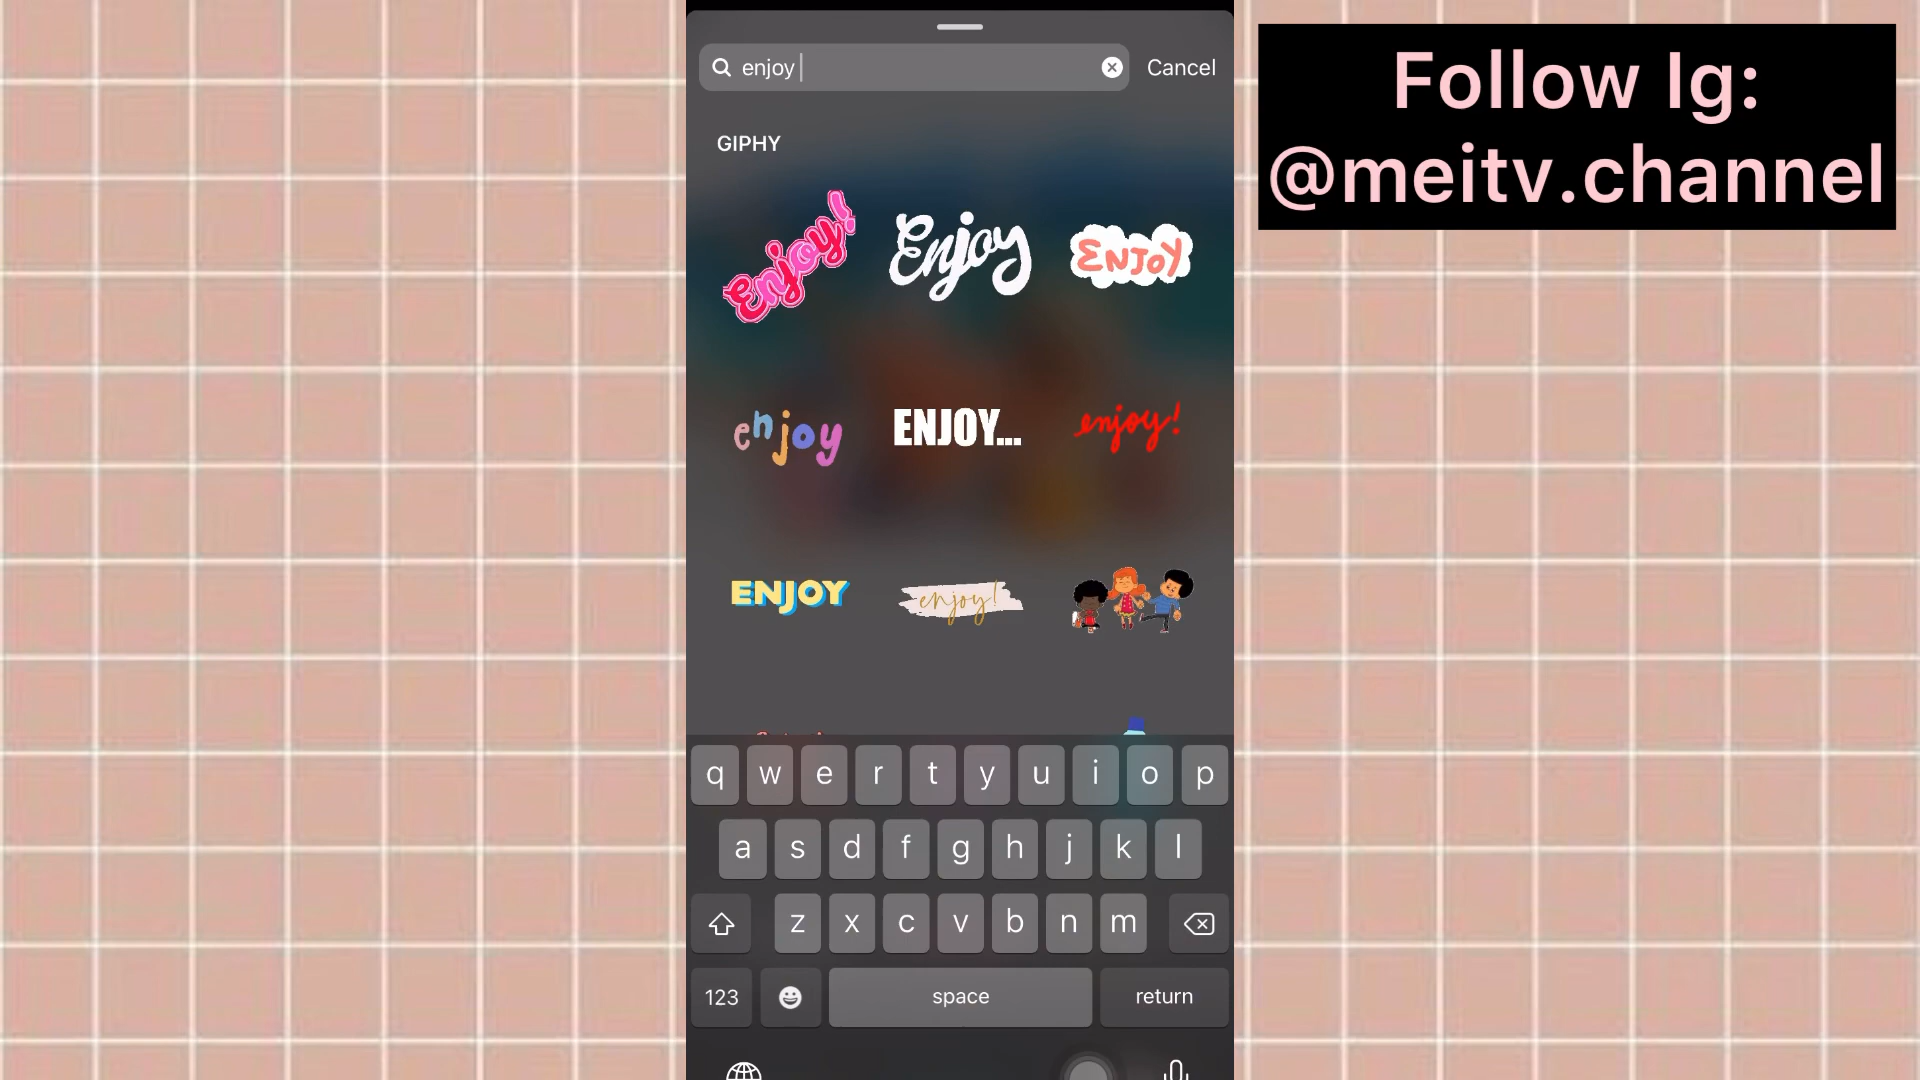 enjoy
Cancel
Follow Ig:
@meitv.channel
GIPHY
Enjoy!
Enjoy
ENJOY
enjoy
ENJOY...
enjoy!
ENJOY
enjoy!
q w e r t y u i o p
a s d f g h j k l
z x c v b n m
123
space
return